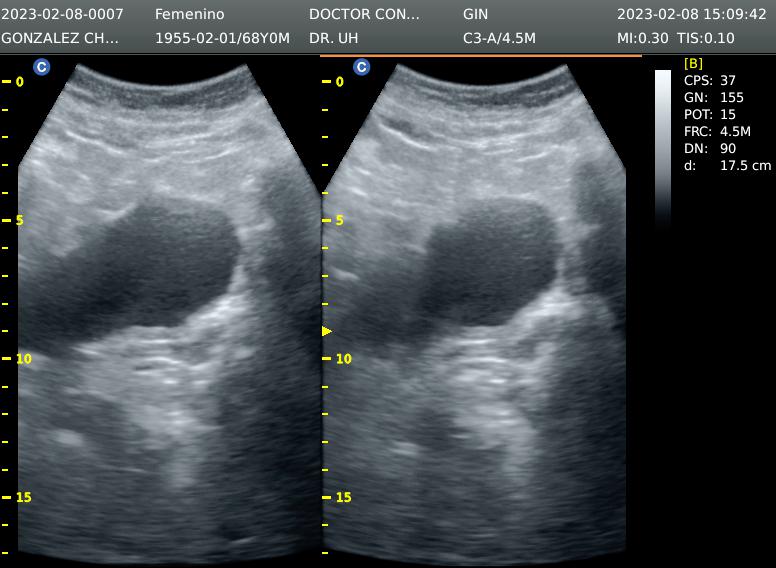 2023-02-08-0007 Femenino DOCTOR CON... GIN 2023-02-08 15:09:42
GONZALEZ CH... 1955-02-01/68Y0M DR. UH C3-A/4.5M MI:0.30 TIS:0.10
C
C
[B]
CPS: 37
GN: 155
POT: 15
FRC: 4.5M
DN: 90
d: 17.5 cm
0
5
10
15
0
5
10
15